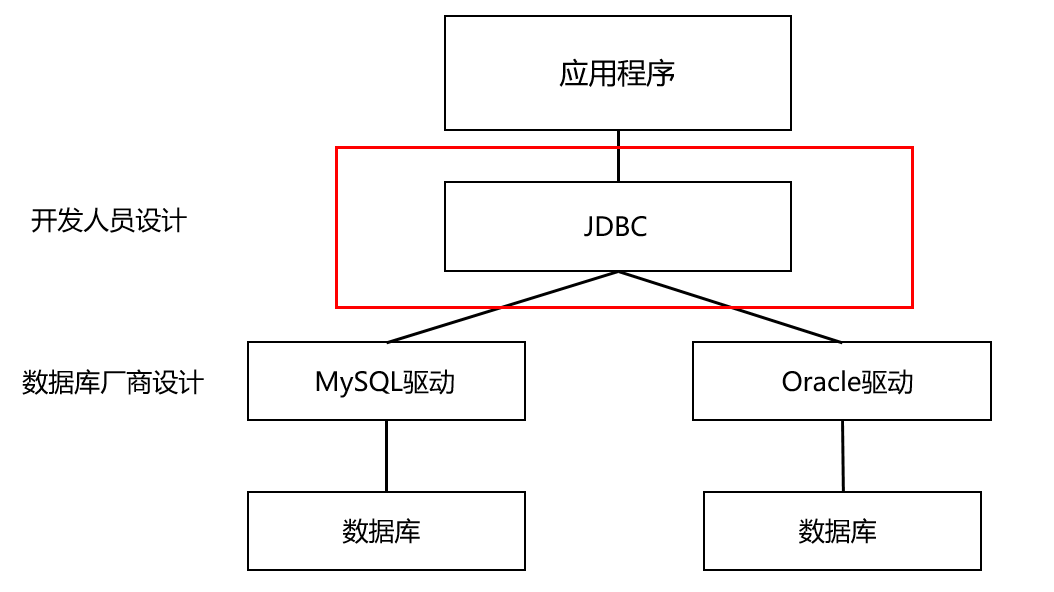 应用程序
开发人员设计
JDBC
数据库厂商设计
MySQL驱动
Oracle驱动
数据库
数据库